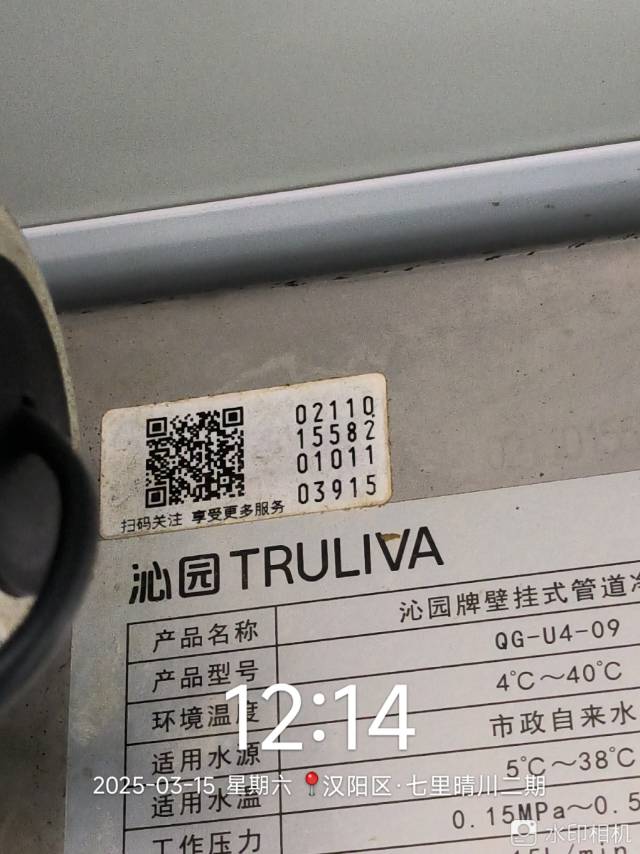 02110
15582
01011
03915
扫码关注 享受更多服务
沁园 TRULIVA
产品名称 沁园牌壁挂式管道
产品型号 QG-U4-09
环境温度 4℃～40℃
适用水源 市政自来水
适用水温 5℃～38℃
工作压力 0.15MPa～0.5
12:14
2025-03-15 星期六 汉阳区·七里晴川二期
水印相机